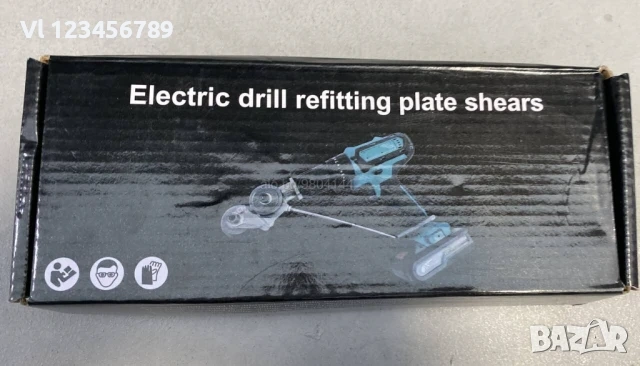 Vl 123456789
Electric drill refitting plate shears
BAZAR